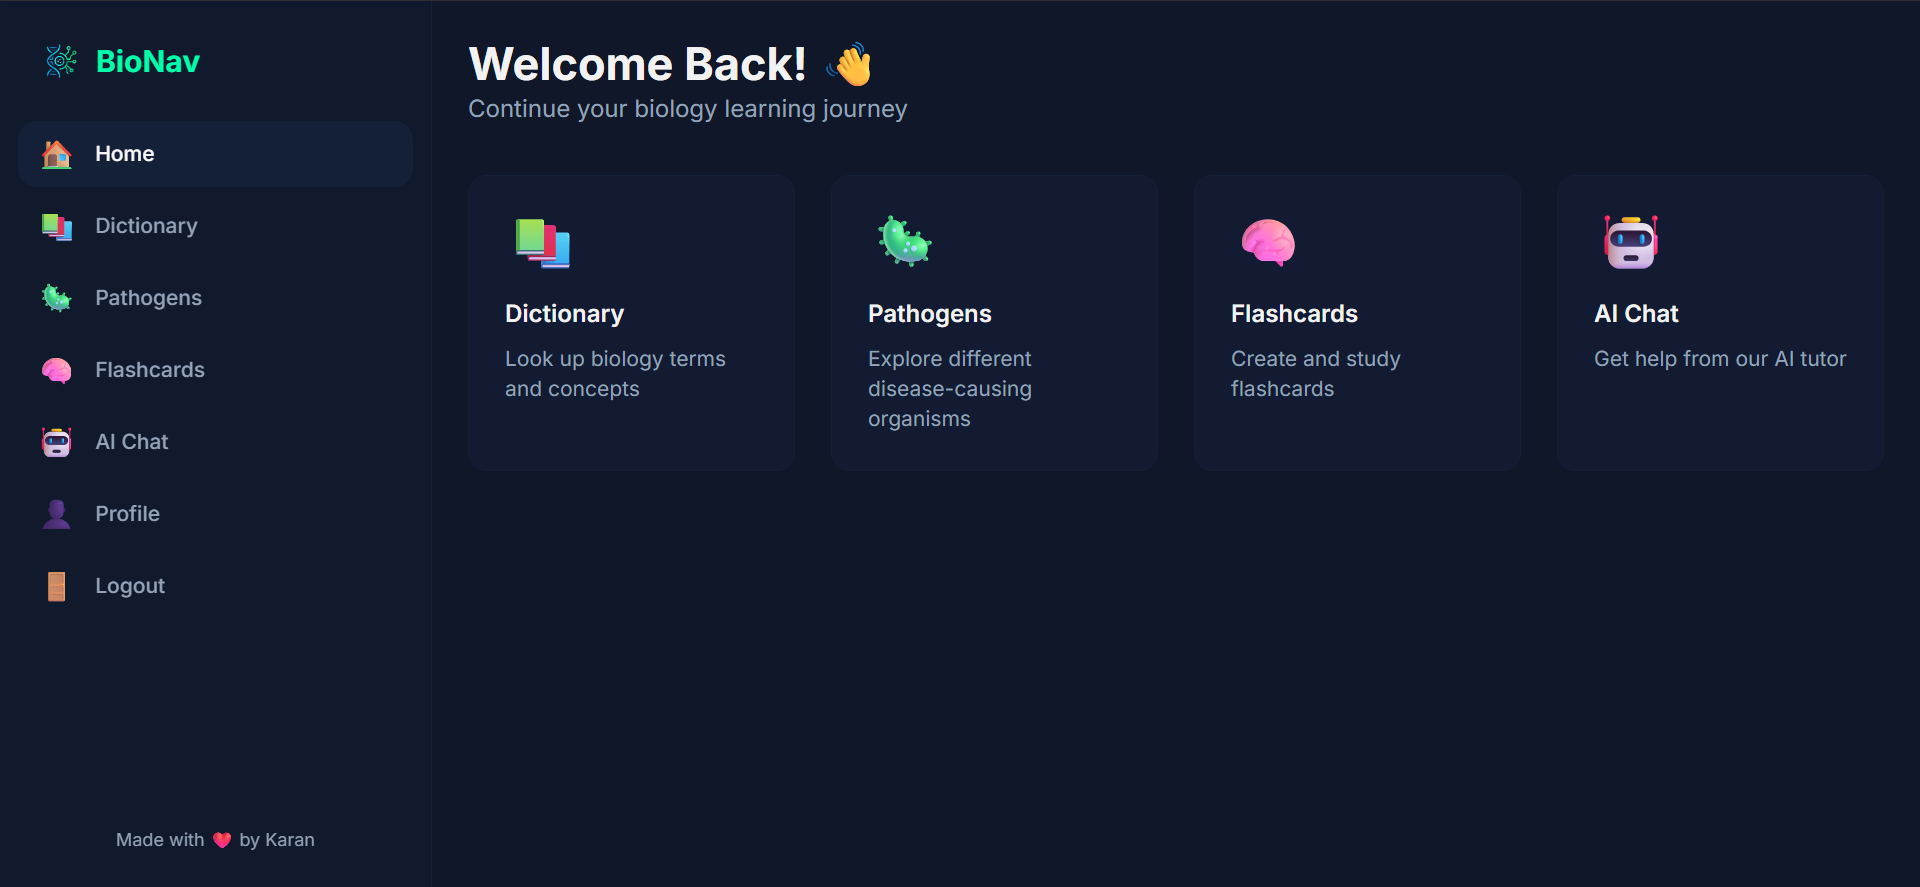 BioNav
Home
Dictionary
Pathogens
Flashcards
AI Chat
Profile
Logout
Made with ❤️ by Karan
Welcome Back! 👋
Continue your biology learning journey
Dictionary
Look up biology terms
and concepts
Pathogens
Explore different
disease-causing
organisms
Flashcards
Create and study
flashcards
AI Chat
Get help from our AI tutor